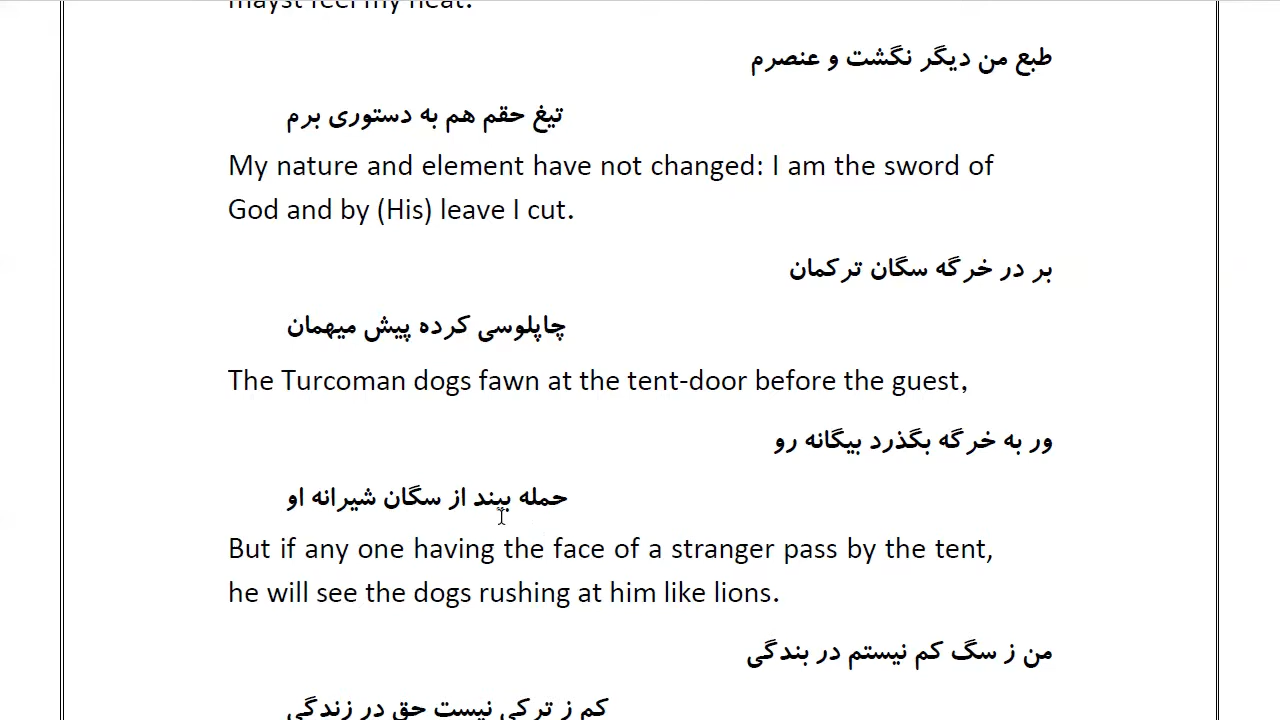 mayst feel my heat.
طبع من دیگر نگشت و عنصرم
تیغ حقم هم به دستوری برم
My nature and element have not changed: I am the sword of
God and by (His) leave I cut.
بر در خرگه سگان ترکمان
چاپلوسی کرده پیش میهمان
The Turcoman dogs fawn at the tent-door before the guest,
ور به خرگه بگذرد بیگانه رو
حمله بیند از سگان شیرانه او
But if any one having the face of a stranger pass by the tent,
he will see the dogs rushing at him like lions.
من ز سگ کم نیستم در بندگی
کم ز ترکی نیست حق در زندگی